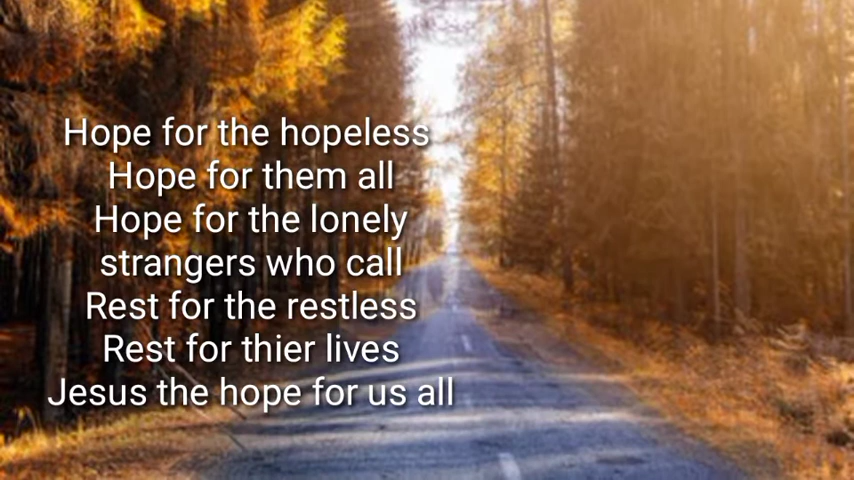 Hope for the hopeless
Hope for them all
Hope for the lonely
strangers who call
Rest for the restless
Rest for thier lives
Jesus the hope for us all